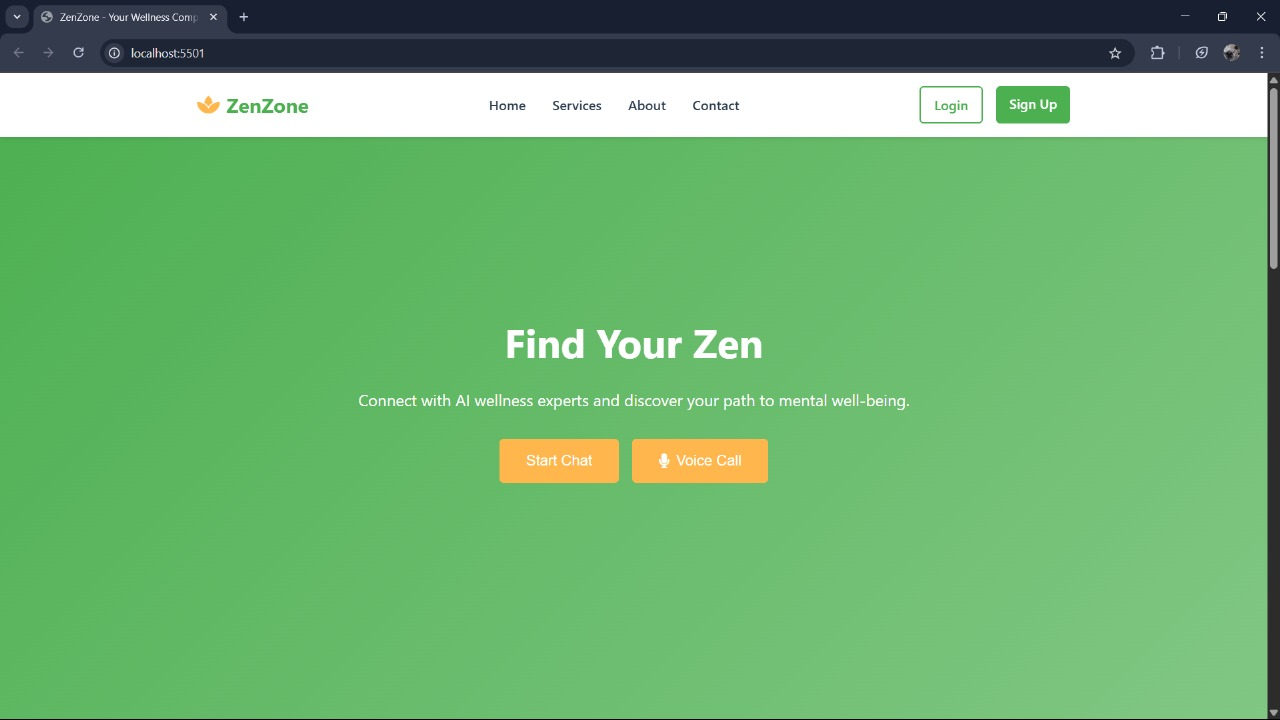 ZenZone - Your Wellness Comp
localhost:5501
ZenZone
Home Services About Contact
Login Sign Up
Find Your Zen
Connect with AI wellness experts and discover your path to mental well-being.
Start Chat Voice Call